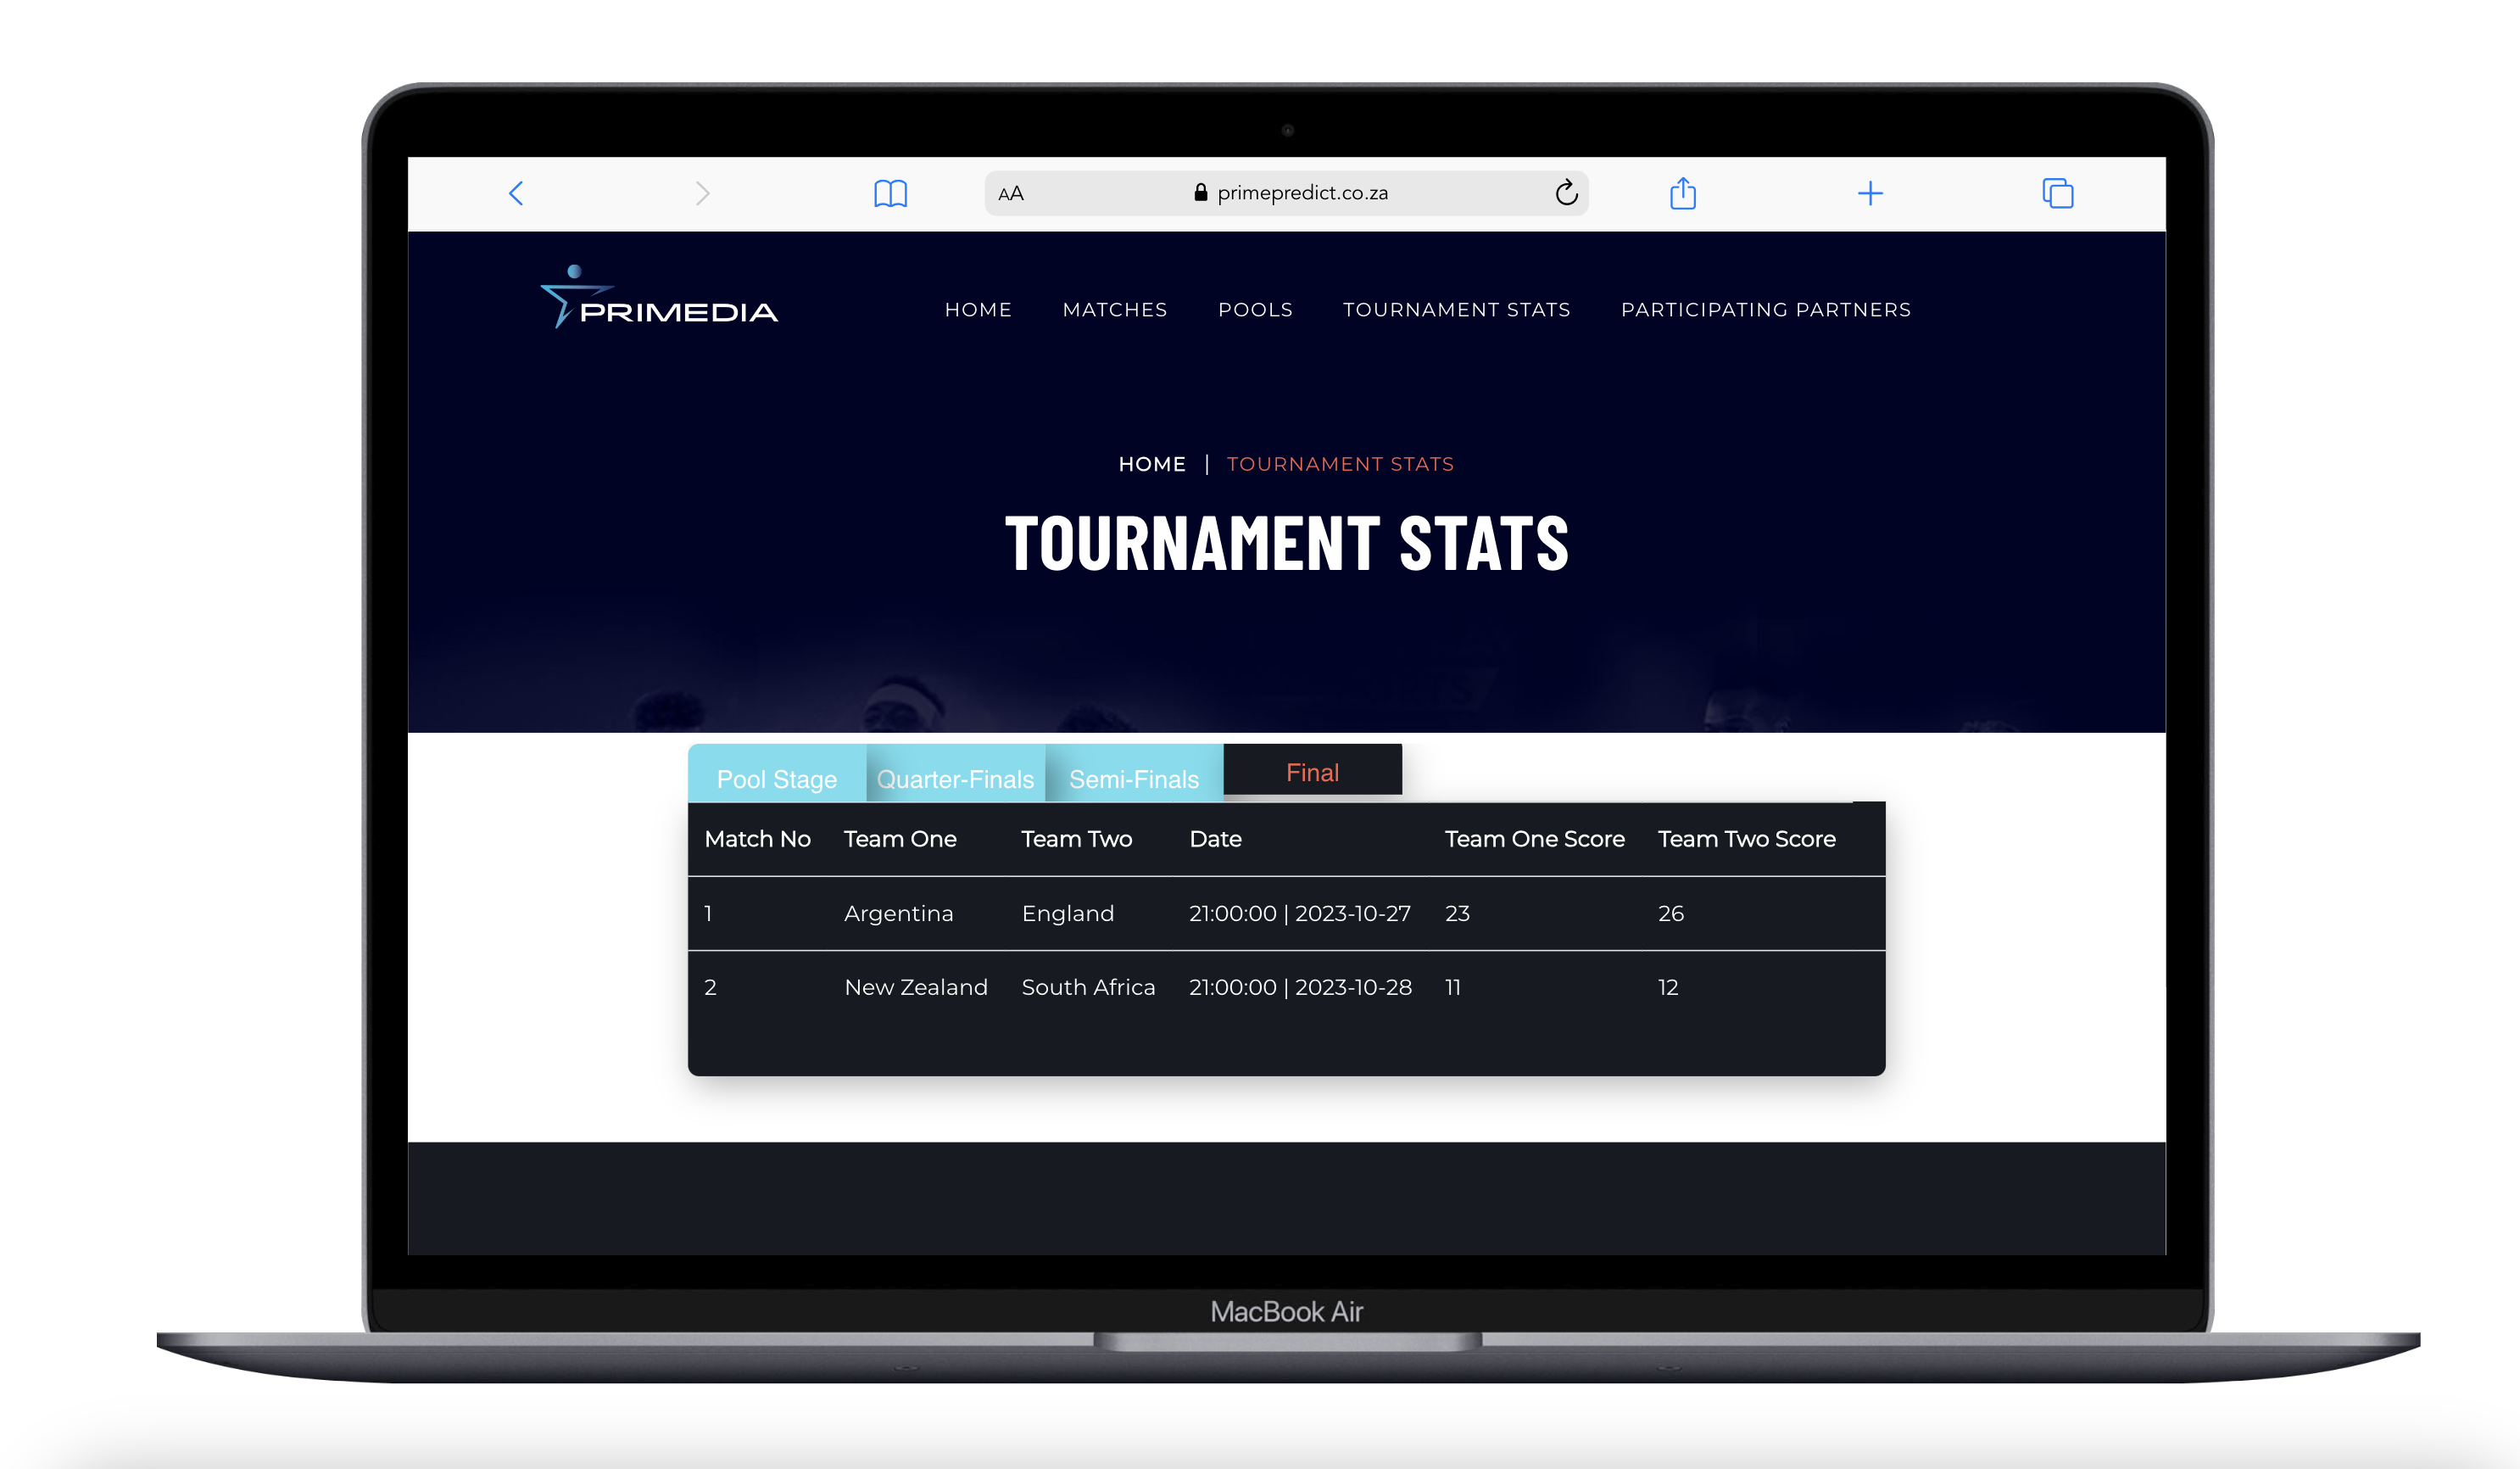 AA primepredict.co.za
PRIMEDIA
HOME MATCHES POOLS TOURNAMENT STATS PARTICIPATING PARTNERS
HOME | TOURNAMENT STATS
TOURNAMENT STATS
Pool Stage Quarter-Finals Semi-Finals Final
Match No Team One Team Two Date Team One Score Team Two Score
1 Argentina England 21:00:00 | 2023-10-27 23 26
2 New Zealand South Africa 21:00:00 | 2023-10-28 11 12
MacBook Air